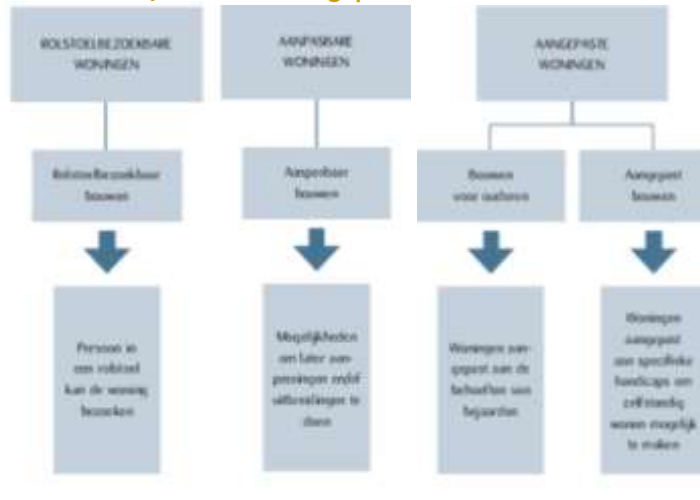 ROLSTOELBEZOEKBARE
WONINGEN
Rolstoelbezoekbaar
bouwen
Persoon in
een rolstoel
kan de woning
bezoeken
AANPASBARE
WONINGEN
Aanpasbaar
bouwen
Mogelijkheden
om later aan-
passingen en/of
uitbreidingen te
doen
AANGEPASTE
WONINGEN
Bouwen
voor ouderen
Woningen aan-
gepast aan de
behoeften van
bejaarden
Aangepast
bouwen
Woningen
aangepast
aan specifieke
handicaps om
zelfstandig
wonen mogelijk
te maken